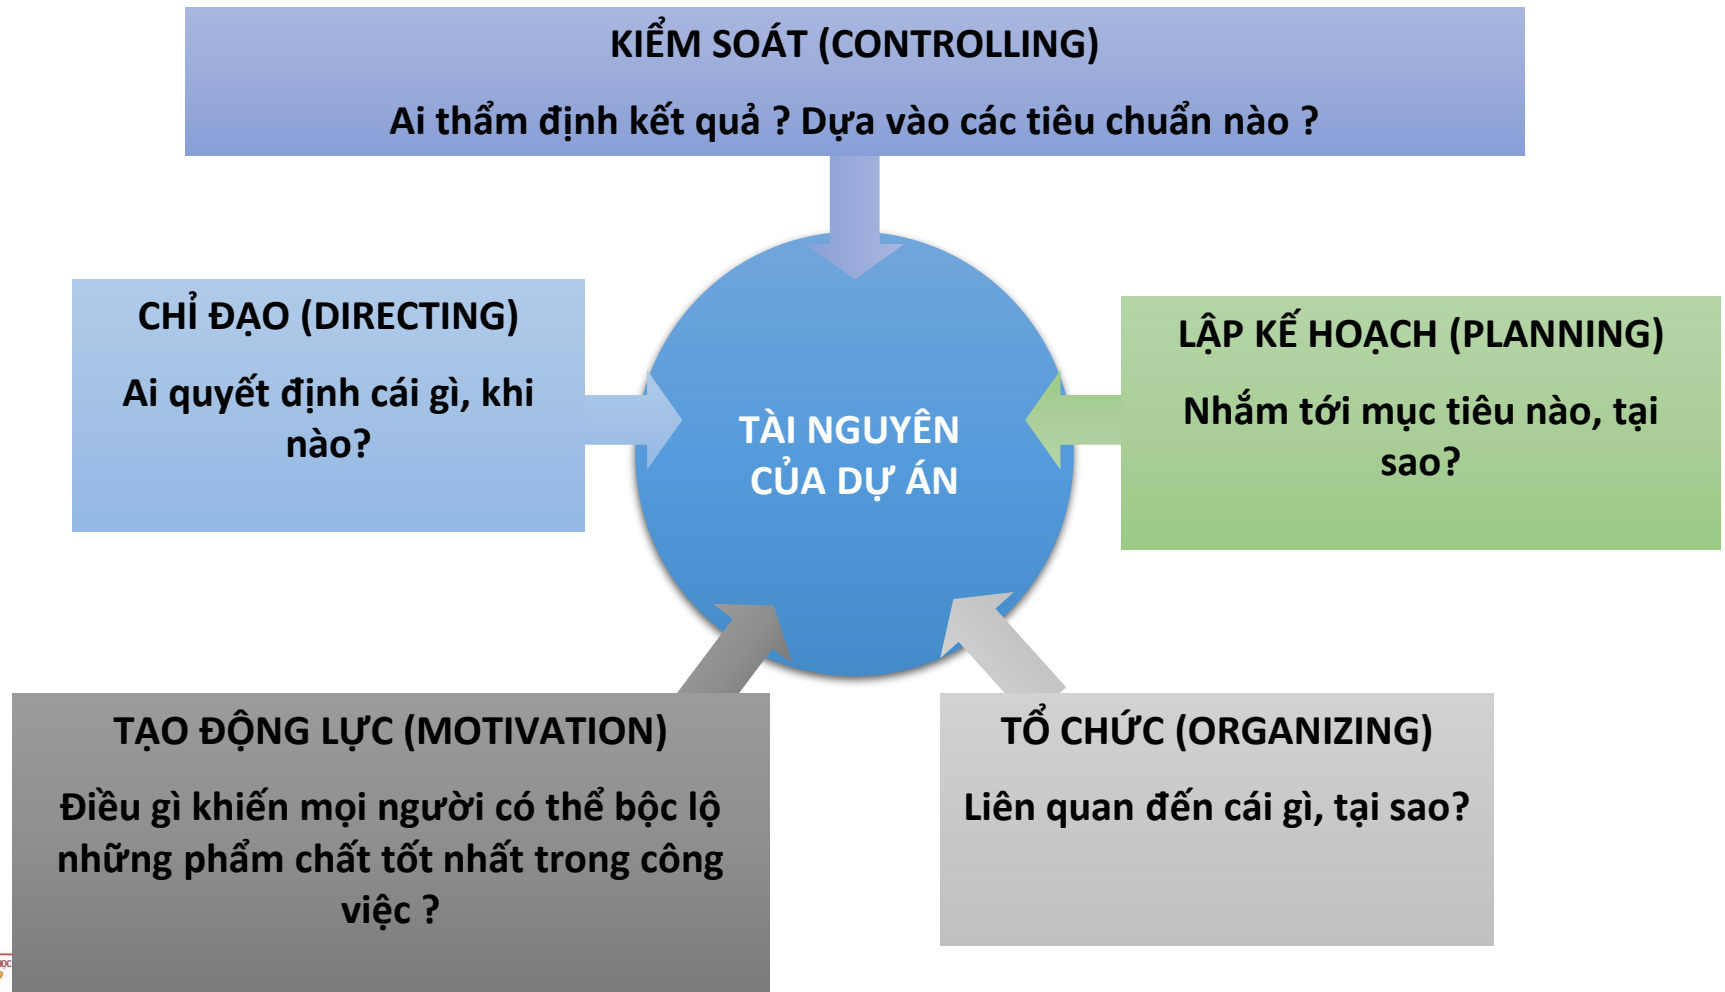 KIỂM SOÁT (CONTROLLING)
Ai thẩm định kết quả ? Dựa vào các tiêu chuẩn nào ?
CHỈ ĐẠO (DIRECTING)
Ai quyết định cái gì, khi
nào?
LẬP KẾ HOẠCH (PLANNING)
Nhắm tới mục tiêu nào, tại
sao?
TÀI NGUYÊN
CỦA DỰ ÁN
TẠO ĐỘNG LỰC (MOTIVATION)
Điều gì khiến mọi người có thể bộc lộ
những phẩm chất tốt nhất trong công
việc ?
TỔ CHỨC (ORGANIZING)
Liên quan đến cái gì, tại sao?